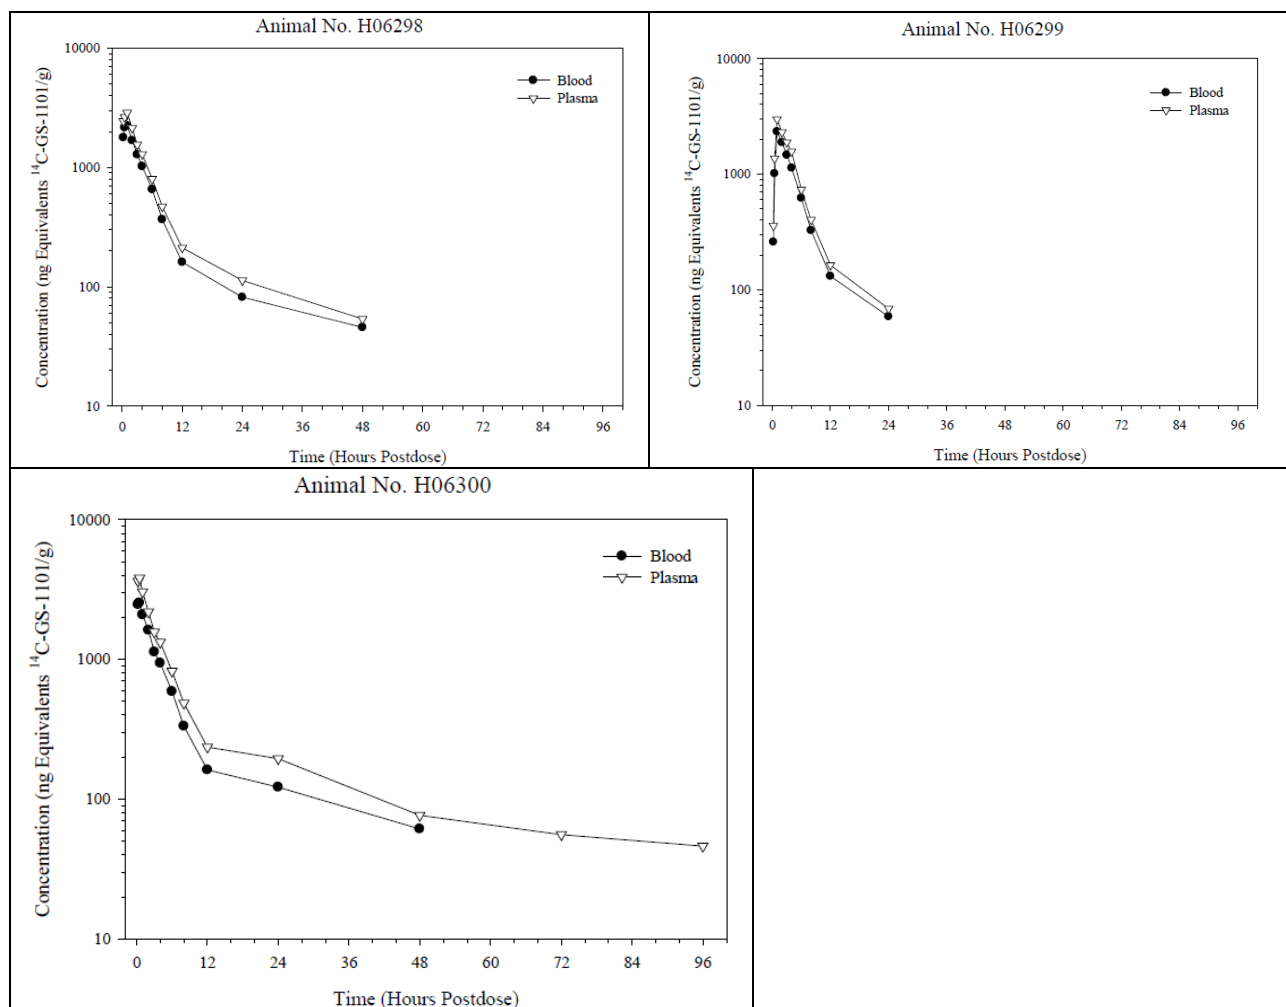 Animal No. H06298
10000
1000
100
10
Concentration (ng Equivalents ¹⁴C-GS-1101/g)
Blood
Plasma
0 12 24 36 48 60 72 84 96
Time (Hours Postdose)
Animal No. H06299
10000
1000
100
10
Concentration (ng Equivalents ¹⁴C-GS-1101/g)
Blood
Plasma
0 12 24 36 48 60 72 84 96
Time (Hours Postdose)
Animal No. H06300
10000
1000
100
10
Concentration (ng Equivalents ¹⁴C-GS-1101/g)
Blood
Plasma
0 12 24 36 48 60 72 84 96
Time (Hours Postdose)